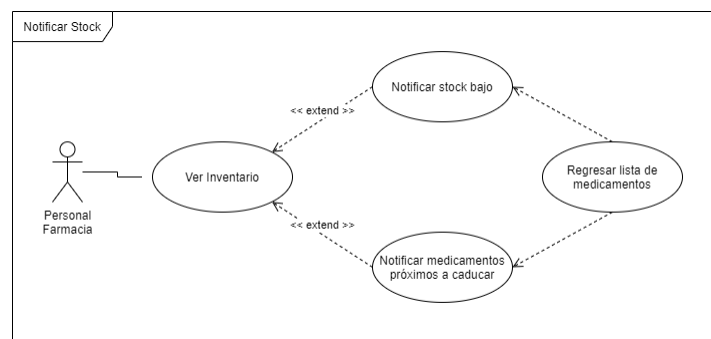 Notificar Stock
Notificar stock bajo
<< extend >>
Ver Inventario
Regresar lista de
medicamentos
Personal
Farmacia
<< extend >>
Notificar medicamentos
próximos a caducar